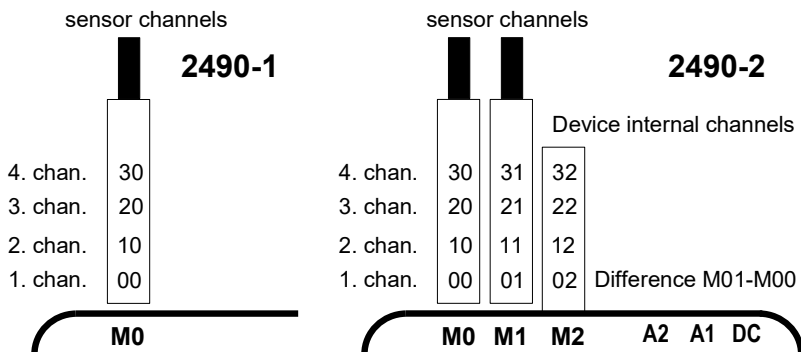 sensor channels
2490-1
4. chan. 30
3. chan. 20
2. chan. 10
1. chan. 00
M0
sensor channels
2490-2
Device internal channels
4. chan. 30 31 32
3. chan. 20 21 22
2. chan. 10 11 12
1. chan. 00 01 02 Difference M01-M00
M0 M1 M2 A2 A1 DC